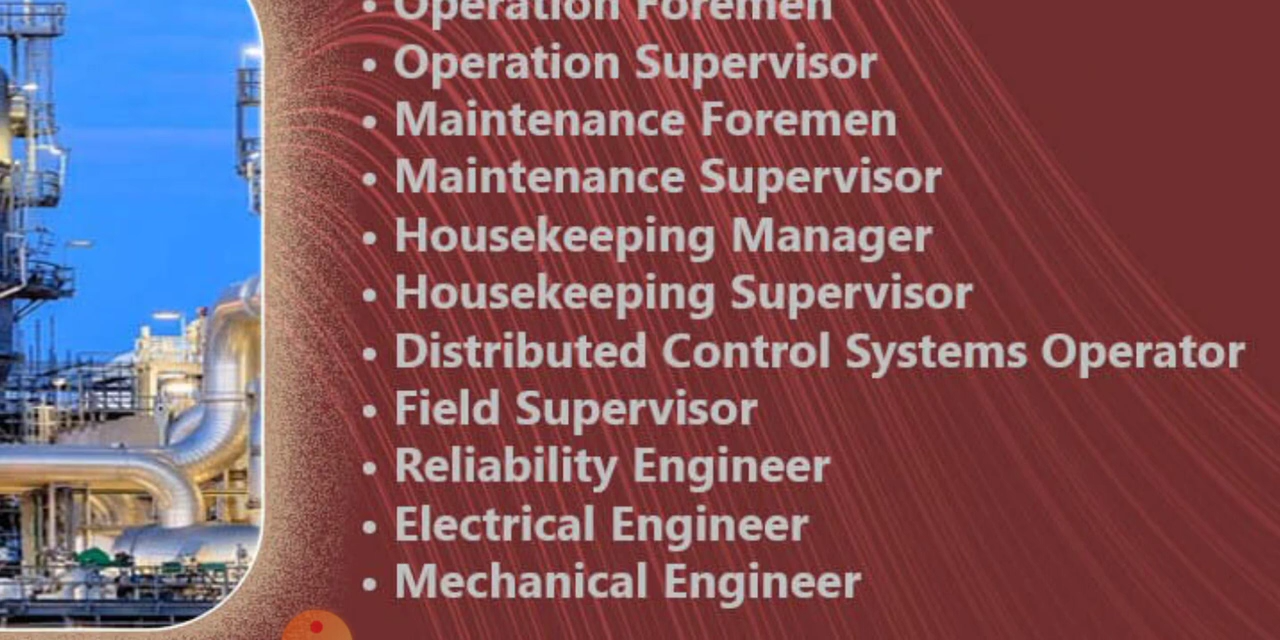 • Operation Foremen
• Operation Supervisor
• Maintenance Foremen
• Maintenance Supervisor
• Housekeeping Manager
• Housekeeping Supervisor
• Distributed Control Systems Operator
• Field Supervisor
• Reliability Engineer
• Electrical Engineer
• Mechanical Engineer